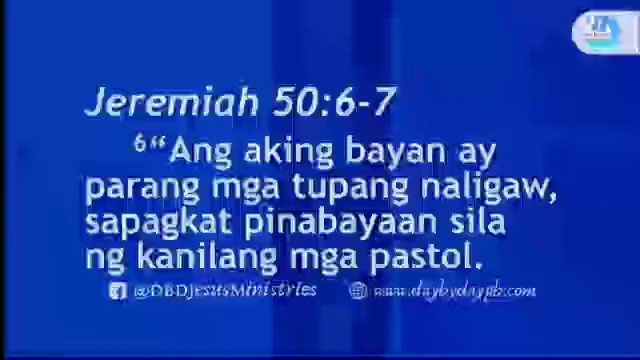 Jeremiah 50:6-7
⁶“Ang aking bayan ay
parang mga tupang naligaw,
sapagkat pinabayaan sila
ng kanilang mga pastol.
@DBDJesusMinistries www.daybydayph.com